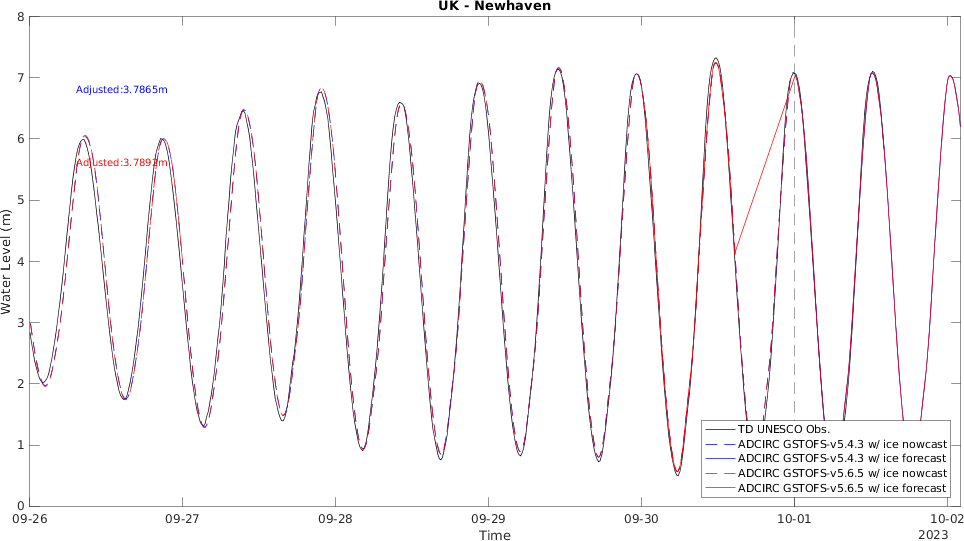 UK - Newhaven
8
7
6
5
4
3
2
1
0
Water Level (m)
Adjusted:3.7865m
Adjusted:3.7893m
TD UNESCO Obs.
ADCIRC GSTOFS-v5.4.3 w/ ice nowcast
ADCIRC GSTOFS-v5.4.3 w/ ice forecast
ADCIRC GSTOFS-v5.6.5 w/ ice nowcast
ADCIRC GSTOFS-v5.6.5 w/ ice forecast
09-26 09-27 09-28 09-29 09-30 10-01 10-02
Time
2023